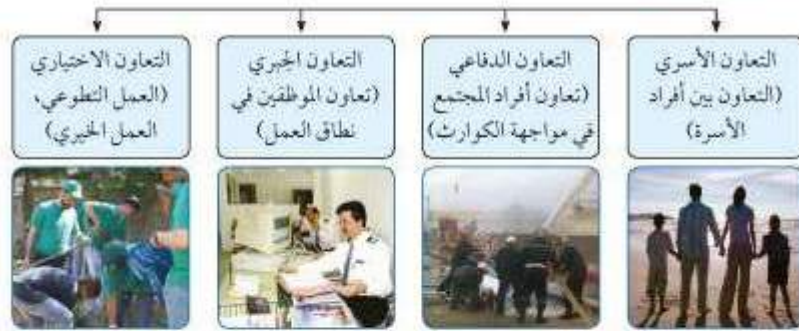 التعاون الأسري
(التعاون بين أفراد
الأسرة)
التعاون الدفاعي
(تعاون أفراد المجتمع
في مواجهة الكوارث)
التعاون الجبري
(تعاون الموظفين في
نطاق العمل)
التعاون الاختياري
(العمل التطوعي،
العمل الخيري)